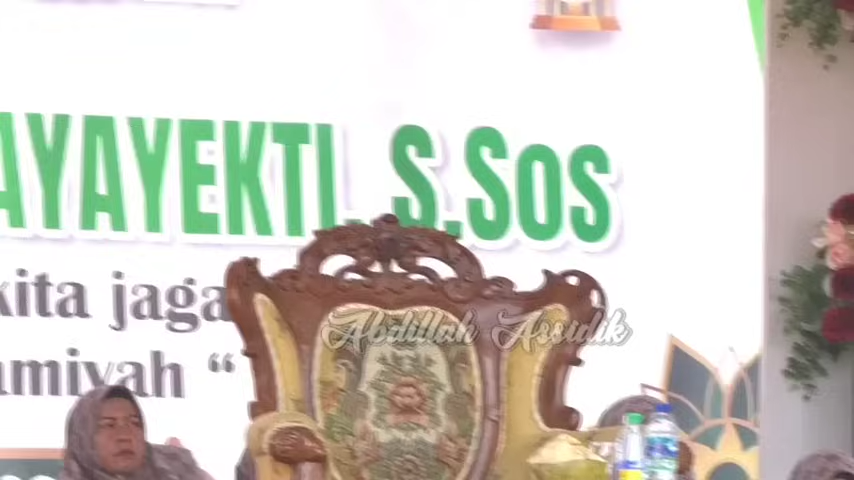 AYAYEKTI, S.Sos
kita jaga
amiyah “
Abdillah Assidik